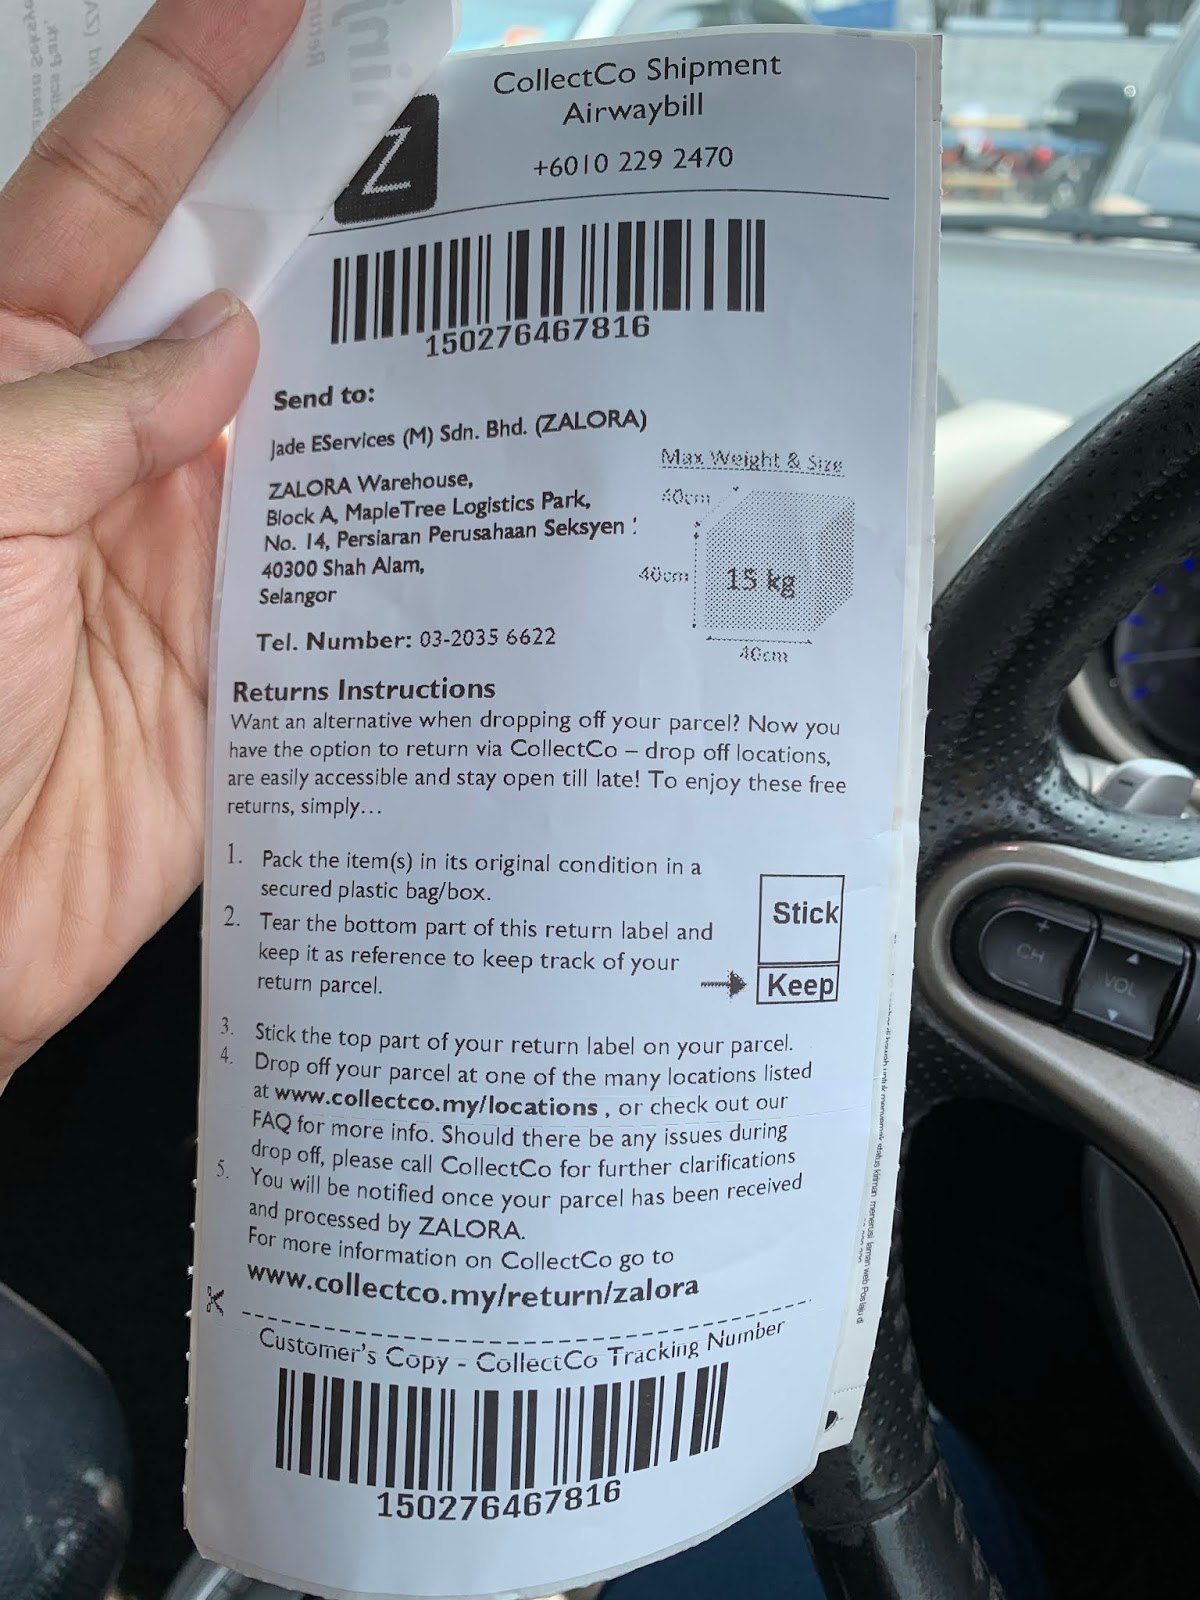 CollectCo Shipment
Airwaybill
+6010 229 2470
Z
150276467816
Send to:
Jade EServices (M) Sdn. Bhd. (ZALORA)
ZALORA Warehouse,
Block A, MapleTree Logistics Park,
No. 14, Persiaran Perusahaan Seksyen
40300 Shah Alam,
Selangor
Tel. Number: 03-2035 6622
Max Weight & Size
40cm
40cm
15 kg
40cm
Returns Instructions
Want an alternative when dropping off your parcel? Now you
have the option to return via CollectCo – drop off locations,
are easily accessible and stay open till late! To enjoy these free
returns, simply...
1. Pack the item(s) in its original condition in a
secured plastic bag/box.
2. Tear the bottom part of this return label and
keep it as reference to keep track of your
return parcel.
Stick
Keep
3. Stick the top part of your return label on your parcel.
4. Drop off your parcel at one of the many locations listed
at www.collectco.my/locations , or check out our
FAQ for more info. Should there be any issues during
drop off, please call CollectCo for further clarifications
5. You will be notified once your parcel has been received
and processed by ZALORA.
For more information on CollectCo go to
www.collectco.my/return/zalora
Customer's Copy - CollectCo Tracking Number
150276467816
+
CH
-
VOL